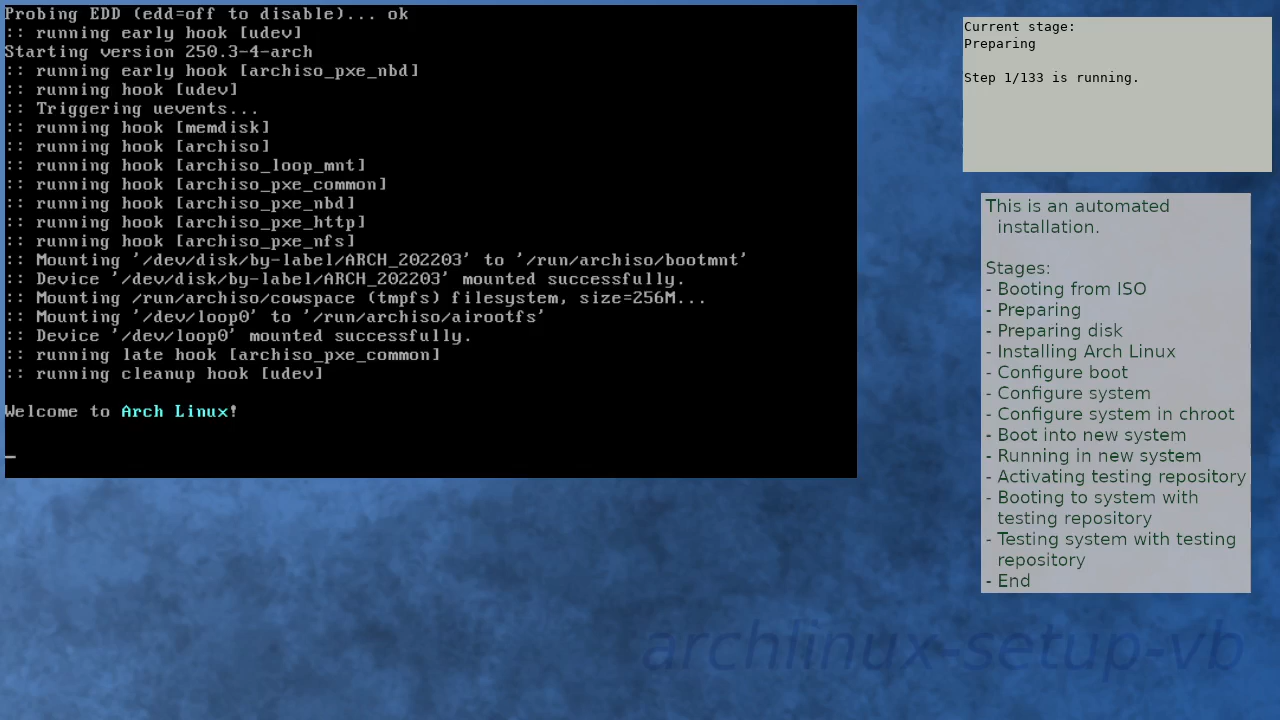 Probing EDD (edd=off to disable)... ok
:: running early hook [udev]
Starting version 250.3-4-arch
:: running early hook [archiso_pxe_nbd]
:: running hook [udev]
:: Triggering uevents...
:: running hook [memdisk]
:: running hook [archiso]
:: running hook [archiso_loop_mnt]
:: running hook [archiso_pxe_common]
:: running hook [archiso_pxe_nbd]
:: running hook [archiso_pxe_http]
:: running hook [archiso_pxe_nfs]
:: Mounting '/dev/disk/by-label/ARCH_202203' to '/run/archiso/bootmnt'
:: Device '/dev/disk/by-label/ARCH_202203' mounted successfully.
:: Mounting /run/archiso/cowspace (tmpfs) filesystem, size=256M...
:: Mounting '/dev/loop0' to '/run/archiso/airootfs'
:: Device '/dev/loop0' mounted successfully.
:: running late hook [archiso_pxe_common]
:: running cleanup hook [udev]
Welcome to Arch Linux!
Current stage:
Preparing
Step 1/133 is running.
This is an automated
installation.
Stages:
- Booting from ISO
- Preparing
- Preparing disk
- Installing Arch Linux
- Configure boot
- Configure system
- Configure system in chroot
- Boot into new system
- Running in new system
- Activating testing repository
- Booting to system with
testing repository
- Testing system with testing
repository
- End
archlinux-setup-vb